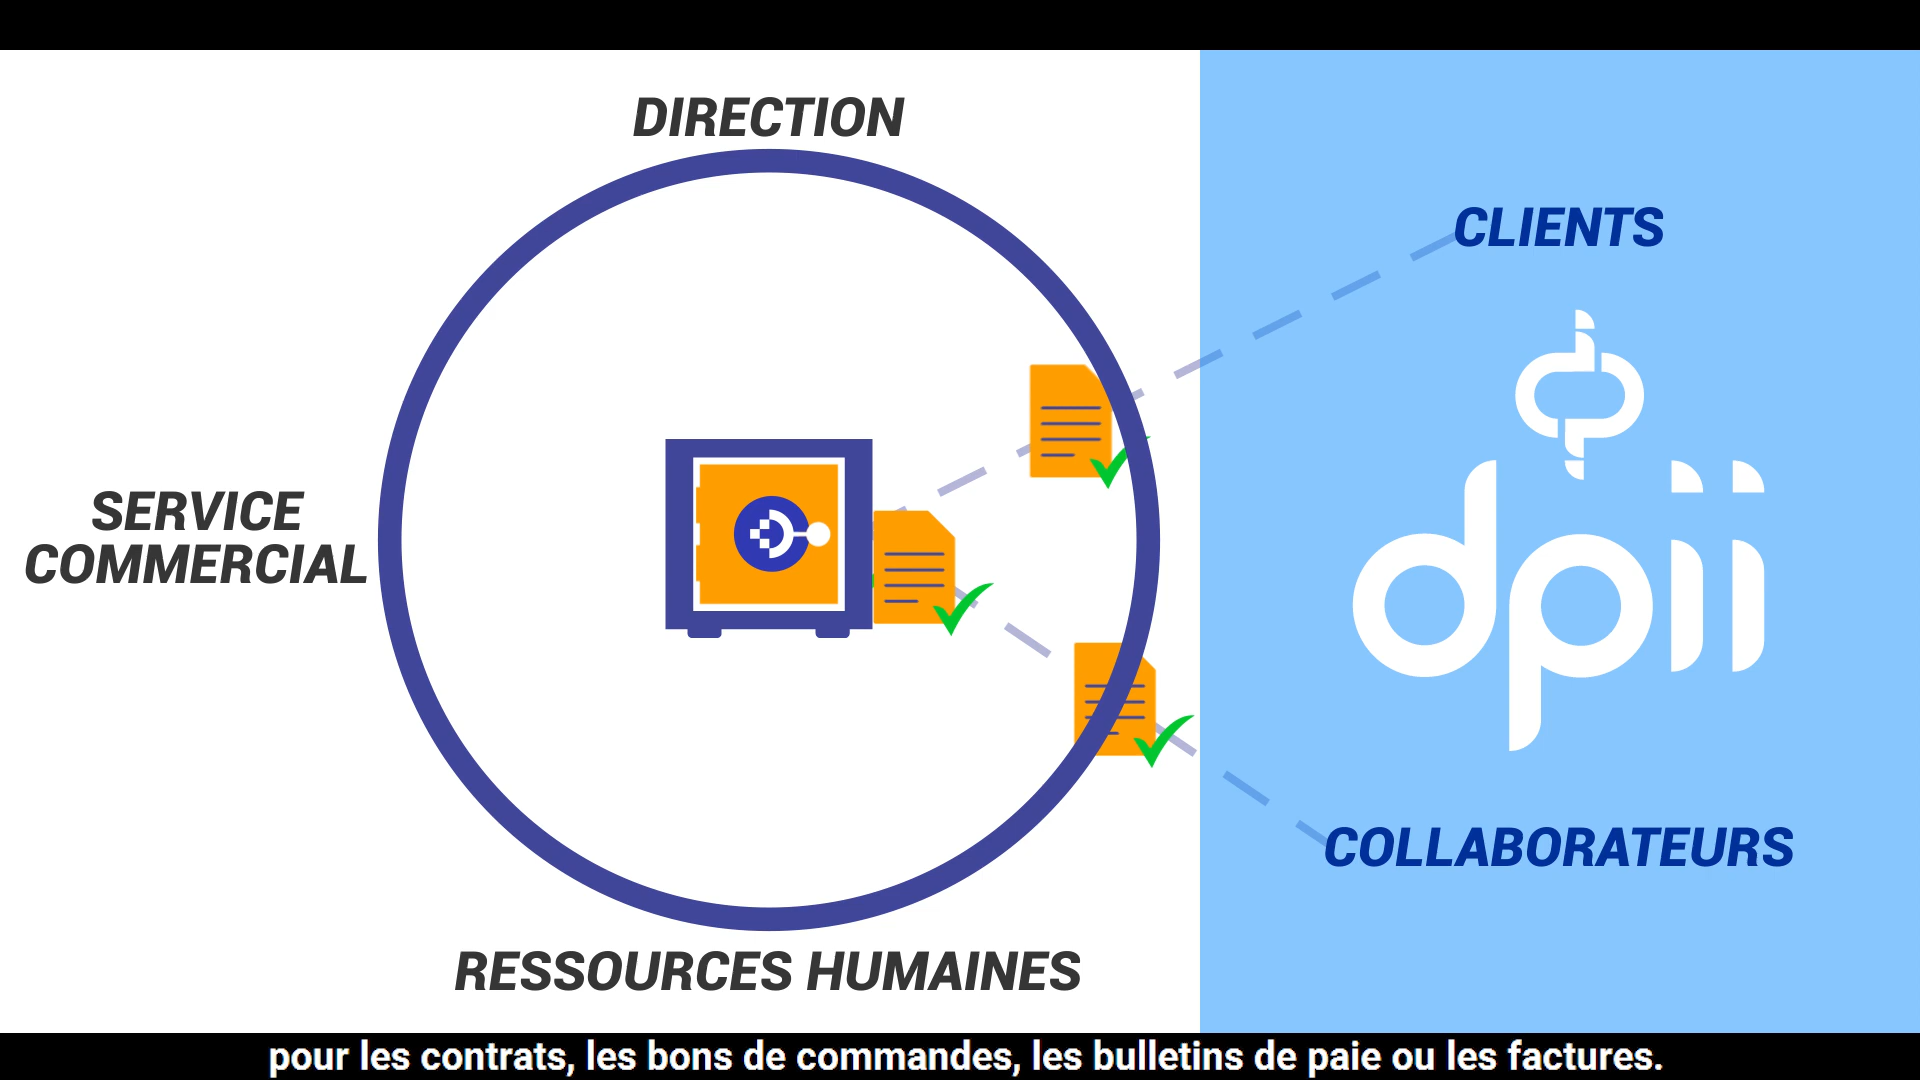 DIRECTION
CLIENTS
SERVICE
COMMERCIAL
dpii
COLLABORATEURS
RESSOURCES HUMAINES
pour les contrats, les bons de commandes, les bulletins de paie ou les factures.